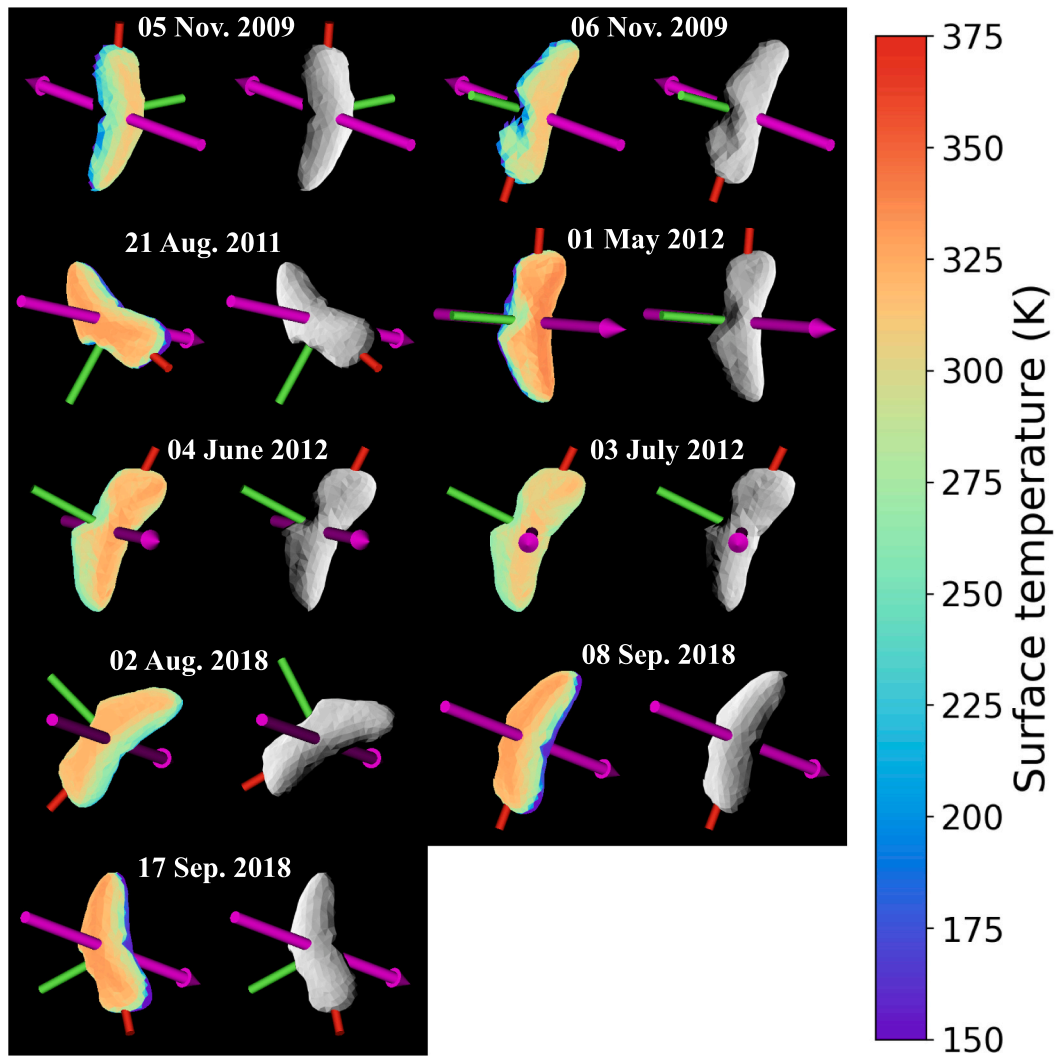 05 Nov. 2009
06 Nov. 2009
21 Aug. 2011
01 May 2012
04 June 2012
03 July 2012
02 Aug. 2018
08 Sep. 2018
17 Sep. 2018
375
350
325
300
275
250
225
200
175
150
Surface temperature (K)